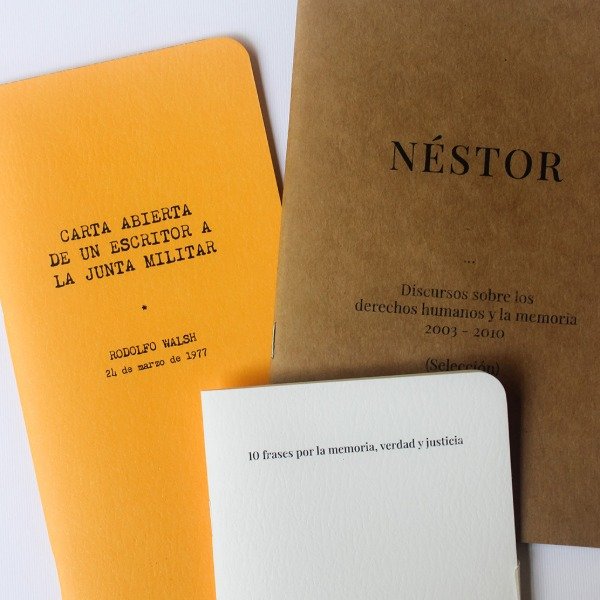 CARTA ABIERTA
DE UN ESCRITOR A
LA JUNTA MILITAR
*
RODOLFO WALSH
24 de marzo de 1977
NÉSTOR
...
Discursos sobre los
derechos humanos y la memoria
2003 - 2010
(Selección)
10 frases por la memoria, verdad y justicia